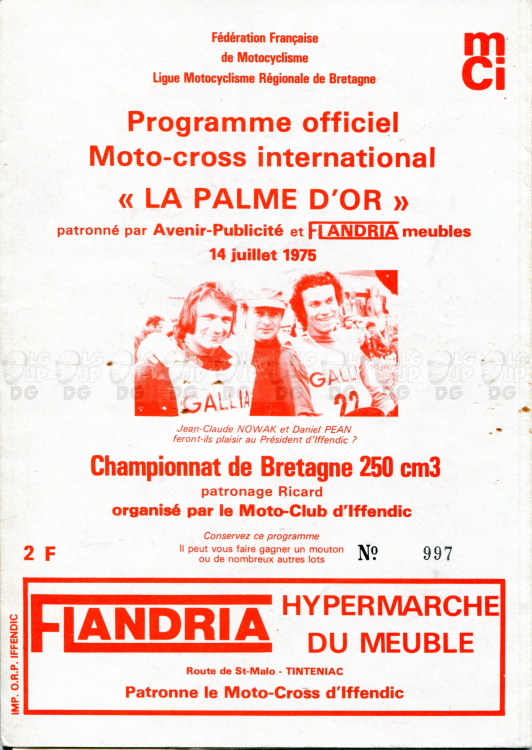 Fédération Française
de Motocyclisme
Ligue Motocyclisme Régionale de Bretagne
m
Ci
Programme officiel
Moto-cross international
« LA PALME D'OR »
patronné par Avenir-Publicité et FLANDRIA meubles
14 juillet 1975
GALLIA
GALLI
22
Jean-Claude NOWAK et Daniel PEAN
feront-ils plaisir au Président d'Iffendic ?
Championnat de Bretagne 250 cm3
patronage Ricard
organisé par le Moto-Club d'Iffendic
Conservez ce programme
Il peut vous faire gagner un mouton
ou de nombreux autres lots
2 F
No 997
FLANDRIA HYPERMARCHE
DU MEUBLE
Route de St-Malo - TINTENIAC
Patronne le Moto-Cross d'Iffendic
IMP. O.R.P. IFFENDIC